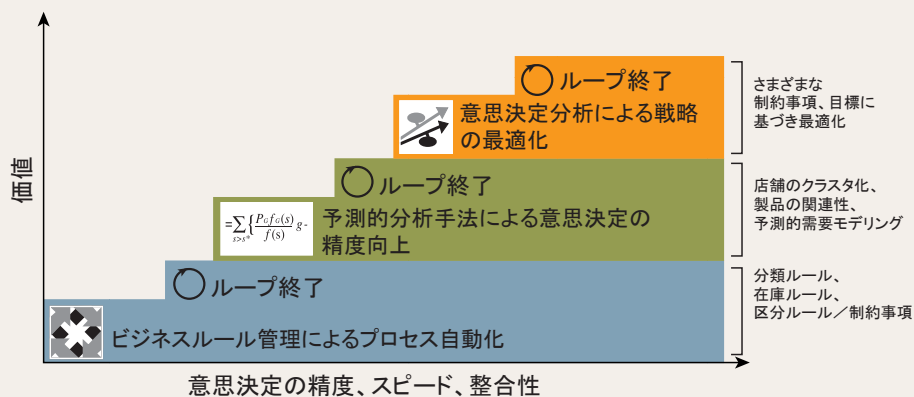 価値
ループ終了
意思決定分析による戦略
の最適化
さまざまな
制約事項、目標に
基づき最適化
ループ終了
=∑{P_G f_G(s) / f(s) g-
s>s*
予測的分析手法による意思決定の
精度向上
店舗のクラスタ化、
製品の関連性、
予測的需要モデリング
ループ終了
ビジネスルール管理によるプロセス自動化
分類ルール、
在庫ルール、
区分ルール／制約事項
意思決定の精度、スピード、整合性